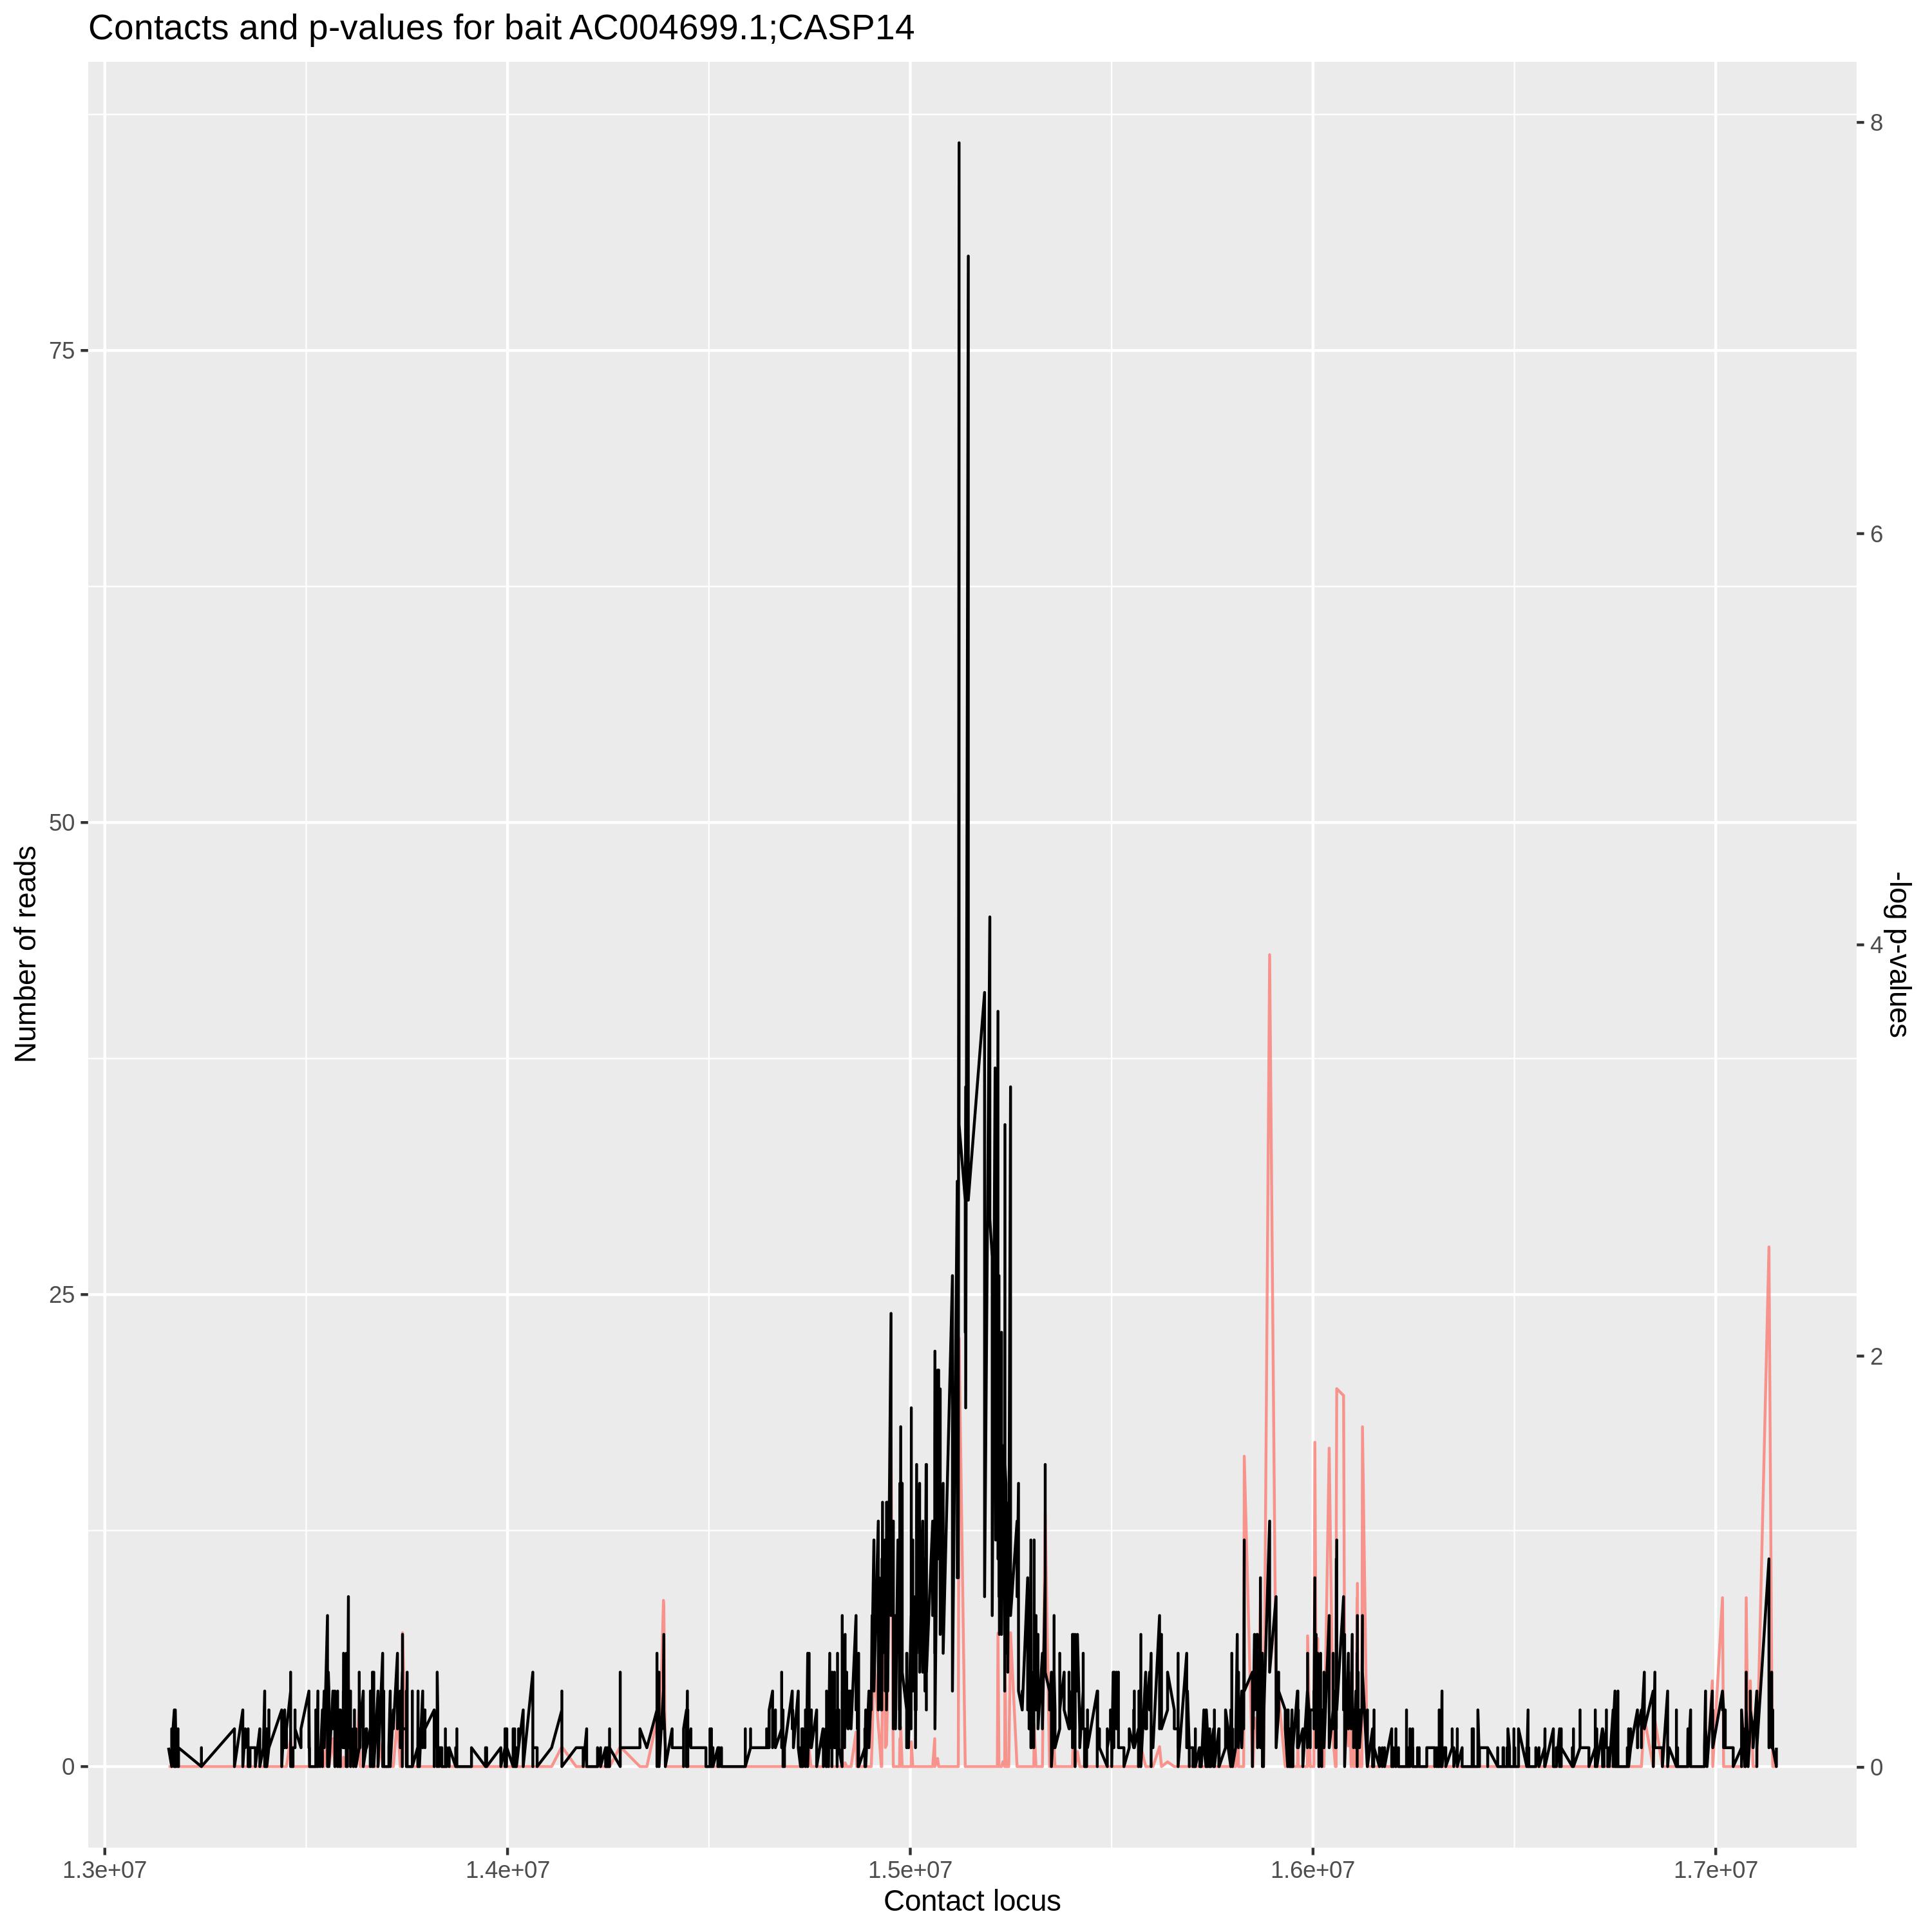 Contacts and p-values for bait AC004699.1;CASP14
Number of reads
75
50
25
0
8
6
4
2
0
-log p-values
1.3e+07
1.4e+07
1.5e+07
1.6e+07
1.7e+07
Contact locus